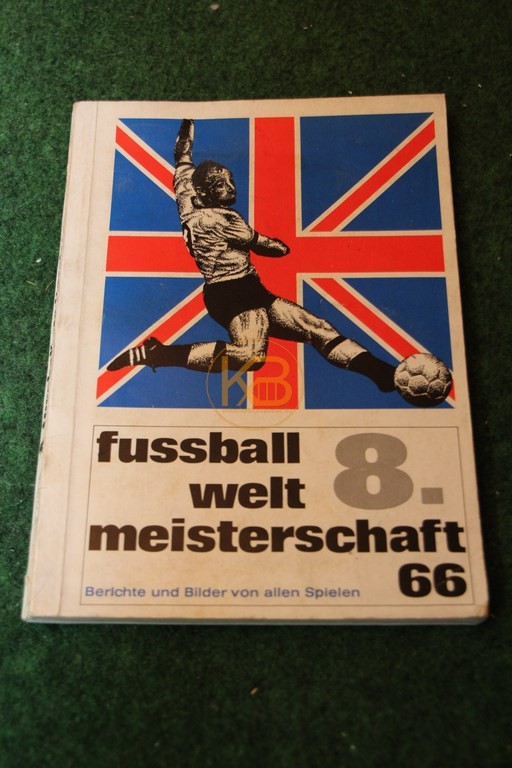 KB
fussball 8.
welt
meisterschaft
66
Berichte und Bilder von allen Spielen